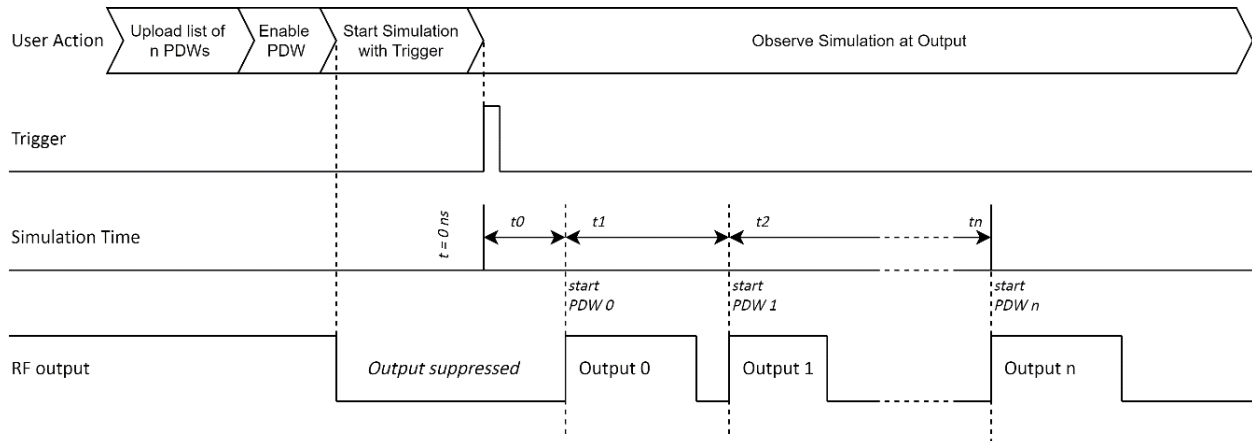 User Action
Upload list of
n PDWs
Enable
PDW
Start Simulation
with Trigger
Observe Simulation at Output
Trigger
Simulation Time
t = 0 ns
t0
t1
t2
tn
start
PDW 0
start
PDW 1
start
PDW n
RF output
Output suppressed
Output 0
Output 1
Output n